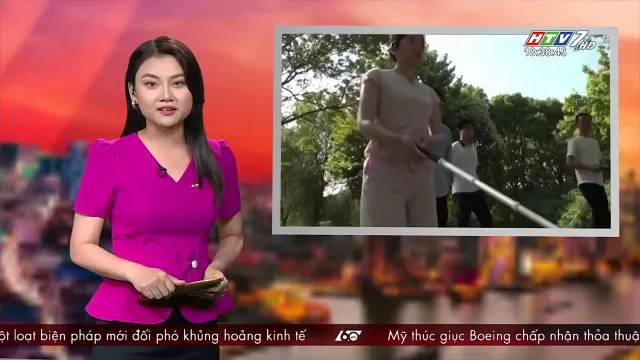 HTV7 HD
18:38:45
ột loạt biện pháp mới đối phó khủng hoảng kinh tế
60 Mỹ thúc giục Boeing chấp nhận thỏa thuậ